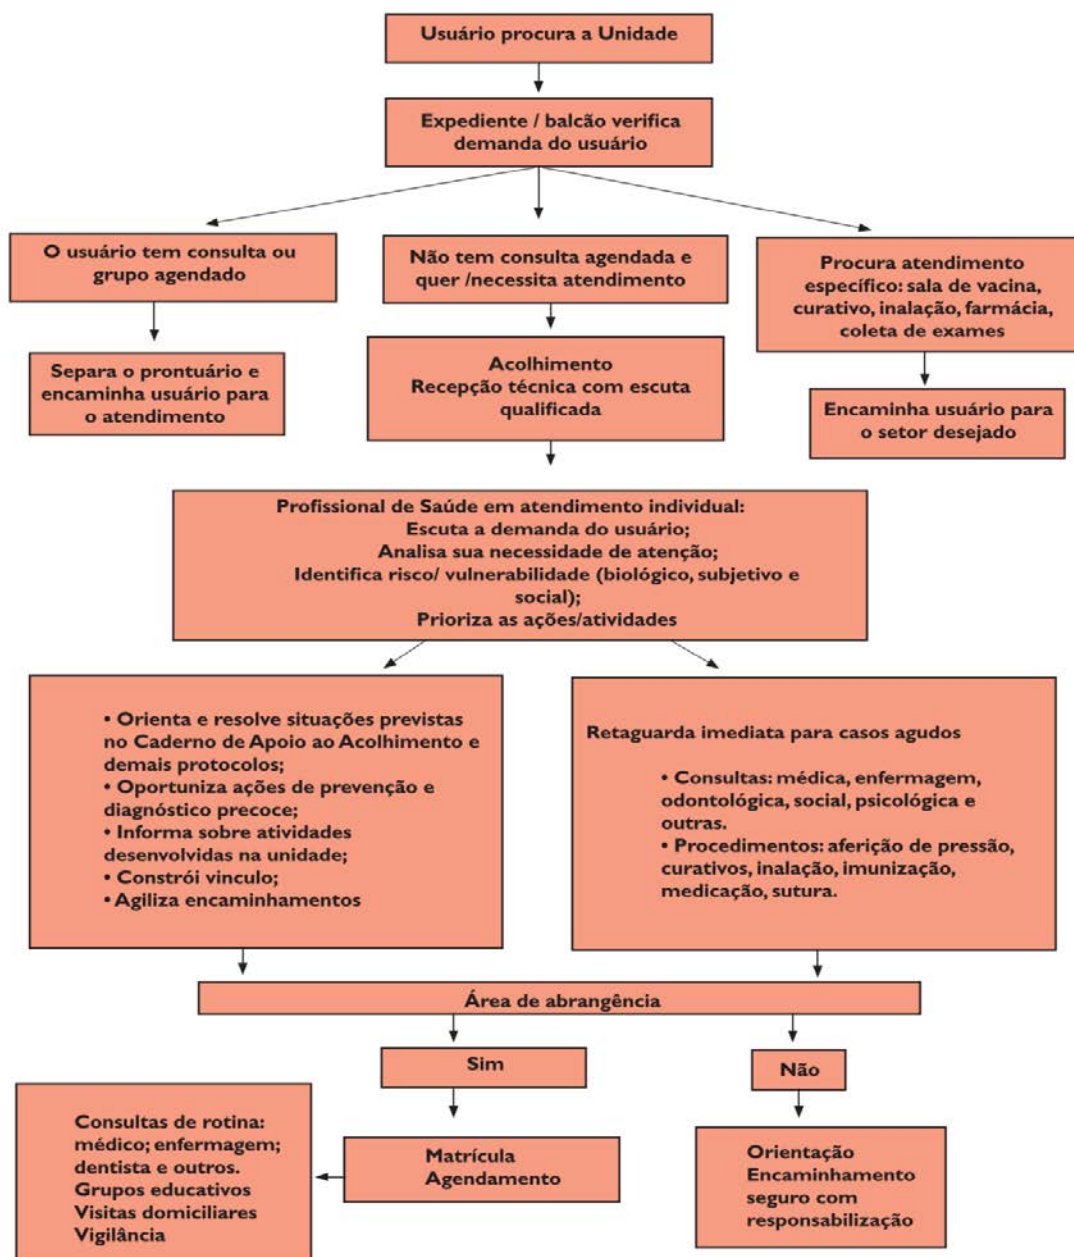 Usuário procura a Unidade
Expediente / balcão verifica
demanda do usuário
O usuário tem consulta ou
grupo agendado
Não tem consulta agendada e
quer /necessita atendimento
Procura atendimento
específico: sala de vacina,
curativo, inalação, farmácia,
coleta de exames
Separa o prontuário e
encaminha usuário para
o atendimento
Acolhimento
Recepção técnica com escuta
qualificada
Encaminha usuário para
o setor desejado
Profissional de Saúde em atendimento individual:
Escuta a demanda do usuário;
Analisa sua necessidade de atenção;
Identifica risco/ vulnerabilidade (biológico, subjetivo e
social);
Prioriza as ações/atividades
• Orienta e resolve situações previstas
no Caderno de Apoio ao Acolhimento e
demais protocolos;
• Oportuniza ações de prevenção e
diagnóstico precoce;
• Informa sobre atividades
desenvolvidas na unidade;
• Constrói vinculo;
• Agiliza encaminhamentos
Retaguarda imediata para casos agudos
• Consultas: médica, enfermagem,
odontológica, social, psicológica e
outras.
• Procedimentos: aferição de pressão,
curativos, inalação, imunização,
medicação, sutura.
Área de abrangência
Sim
Não
Consultas de rotina:
médico; enfermagem;
dentista e outros.
Grupos educativos
Visitas domiciliares
Vigilância
Matrícula
Agendamento
Orientação
Encaminhamento
seguro com
responsabilização